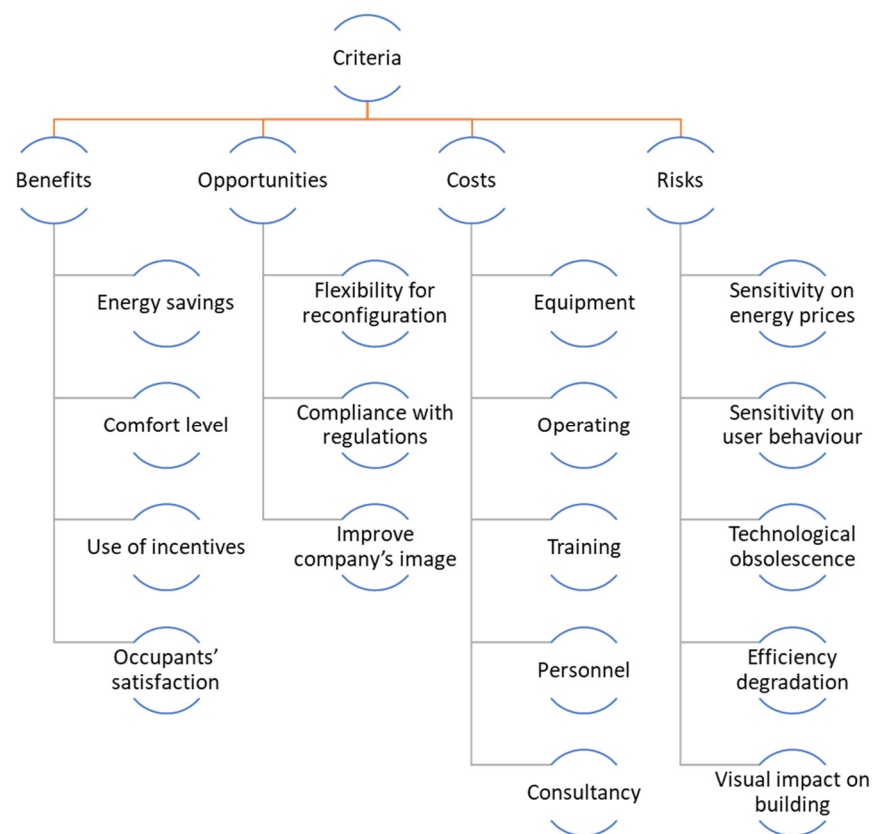 Criteria
Benefits
Opportunities
Costs
Risks
Energy savings
Comfort level
Use of incentives
Occupants’
satisfaction
Flexibility for
reconfiguration
Compliance with
regulations
Improve
company’s image
Equipment
Operating
Training
Personnel
Consultancy
Sensitivity on
energy prices
Sensitivity on
user behaviour
Technological
obsolescence
Efficiency
degradation
Visual impact on
building